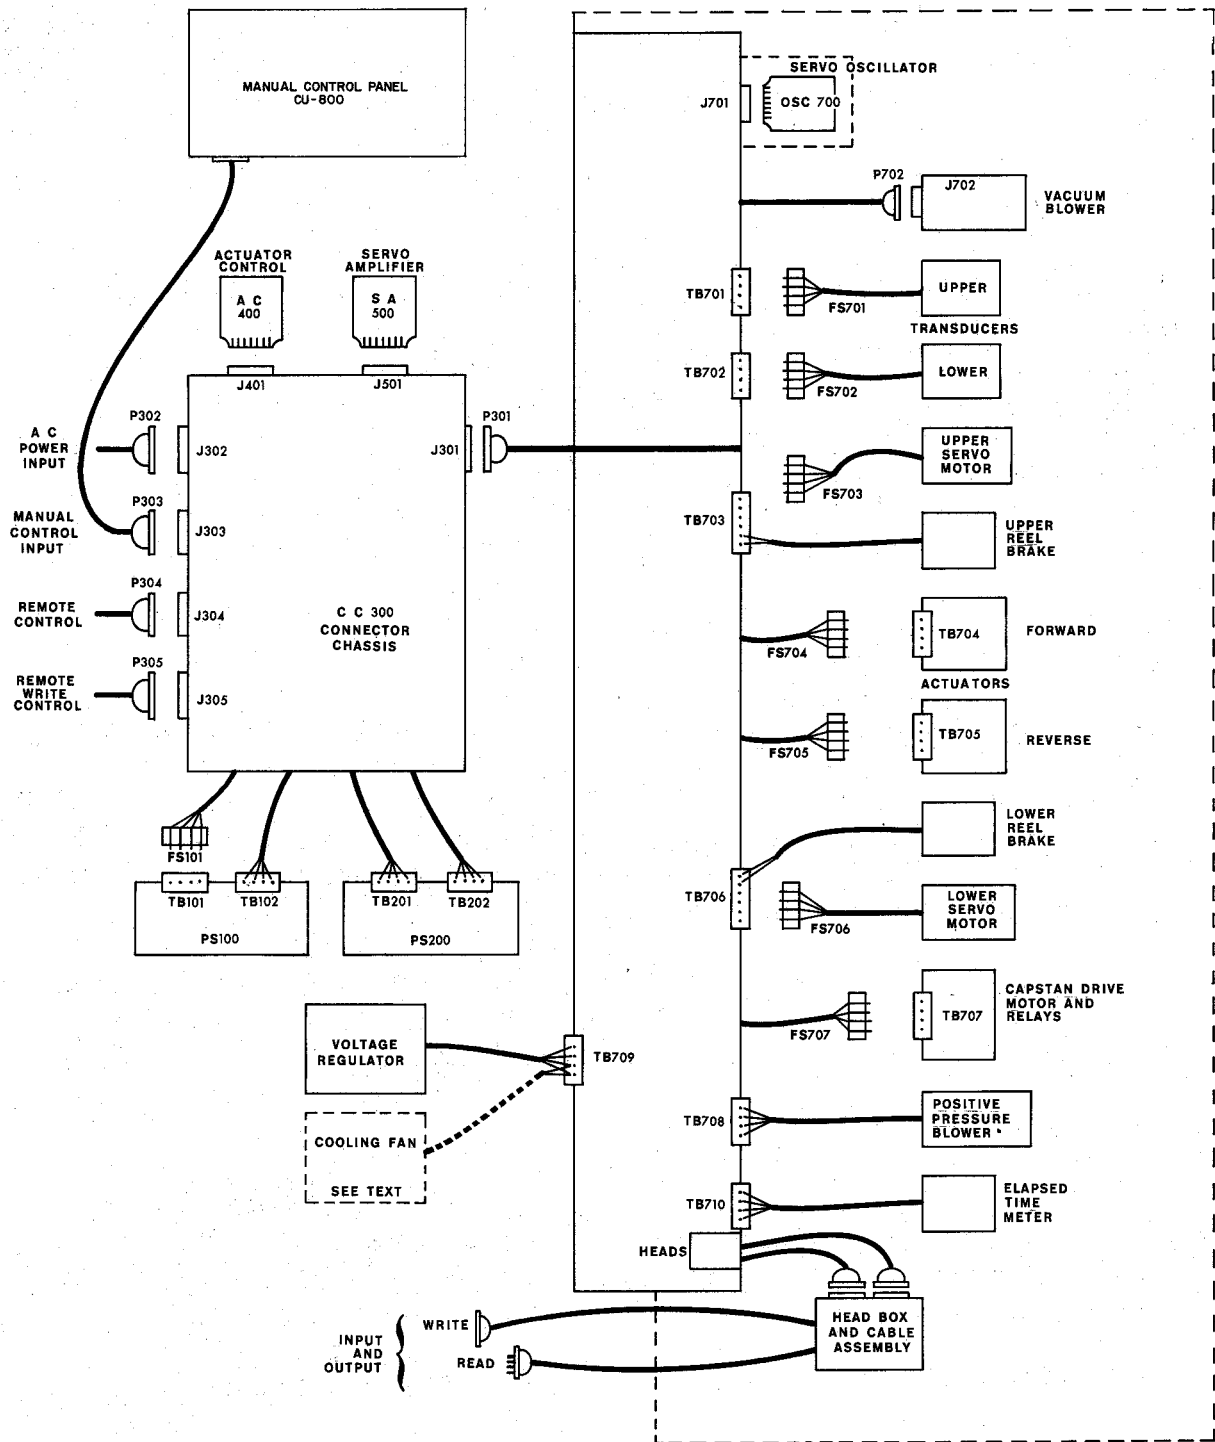 MANUAL CONTROL PANEL
CU-800
SERVO OSCILLATOR
J701
OSC 700
P702
J702
VACUUM
BLOWER
ACTUATOR
CONTROL
A C
400
SERVO
AMPLIFIER
S A
500
TB701
FS701
UPPER
TRANSDUCERS
TB702
FS702
LOWER
J401
J501
P302
A C
POWER
INPUT
J302
P301
J301
UPPER
SERVO
MOTOR
FS703
P303
MANUAL
CONTROL
INPUT
J303
TB703
UPPER
REEL
BRAKE
P304
REMOTE
CONTROL
J304
C C 300
CONNECTOR
CHASSIS
FS704
TB704
FORWARD
P305
REMOTE
WRITE
CONTROL
J305
ACTUATORS
FS705
TB705
REVERSE
LOWER
REEL
BRAKE
FS101
TB101
TB102
PS100
TB201
TB202
PS200
TB706
FS706
LOWER
SERVO
MOTOR
CAPSTAN DRIVE
MOTOR AND
RELAYS
FS707
TB707
VOLTAGE
REGULATOR
TB709
COOLING FAN
SEE TEXT
TB708
POSITIVE
PRESSURE
BLOWER
TB710
ELAPSED
TIME
METER
HEADS
INPUT
AND
OUTPUT
WRITE
READ
HEAD BOX
AND CABLE
ASSEMBLY